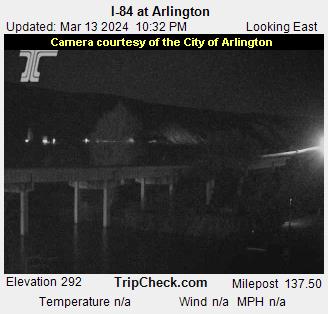 I-84 at Arlington
Updated: Mar 13 2024 10:32 PM Looking East
Camera courtesy of the City of Arlington
Elevation 292 TripCheck.com Milepost 137.50
Temperature n/a Wind n/a MPH n/a